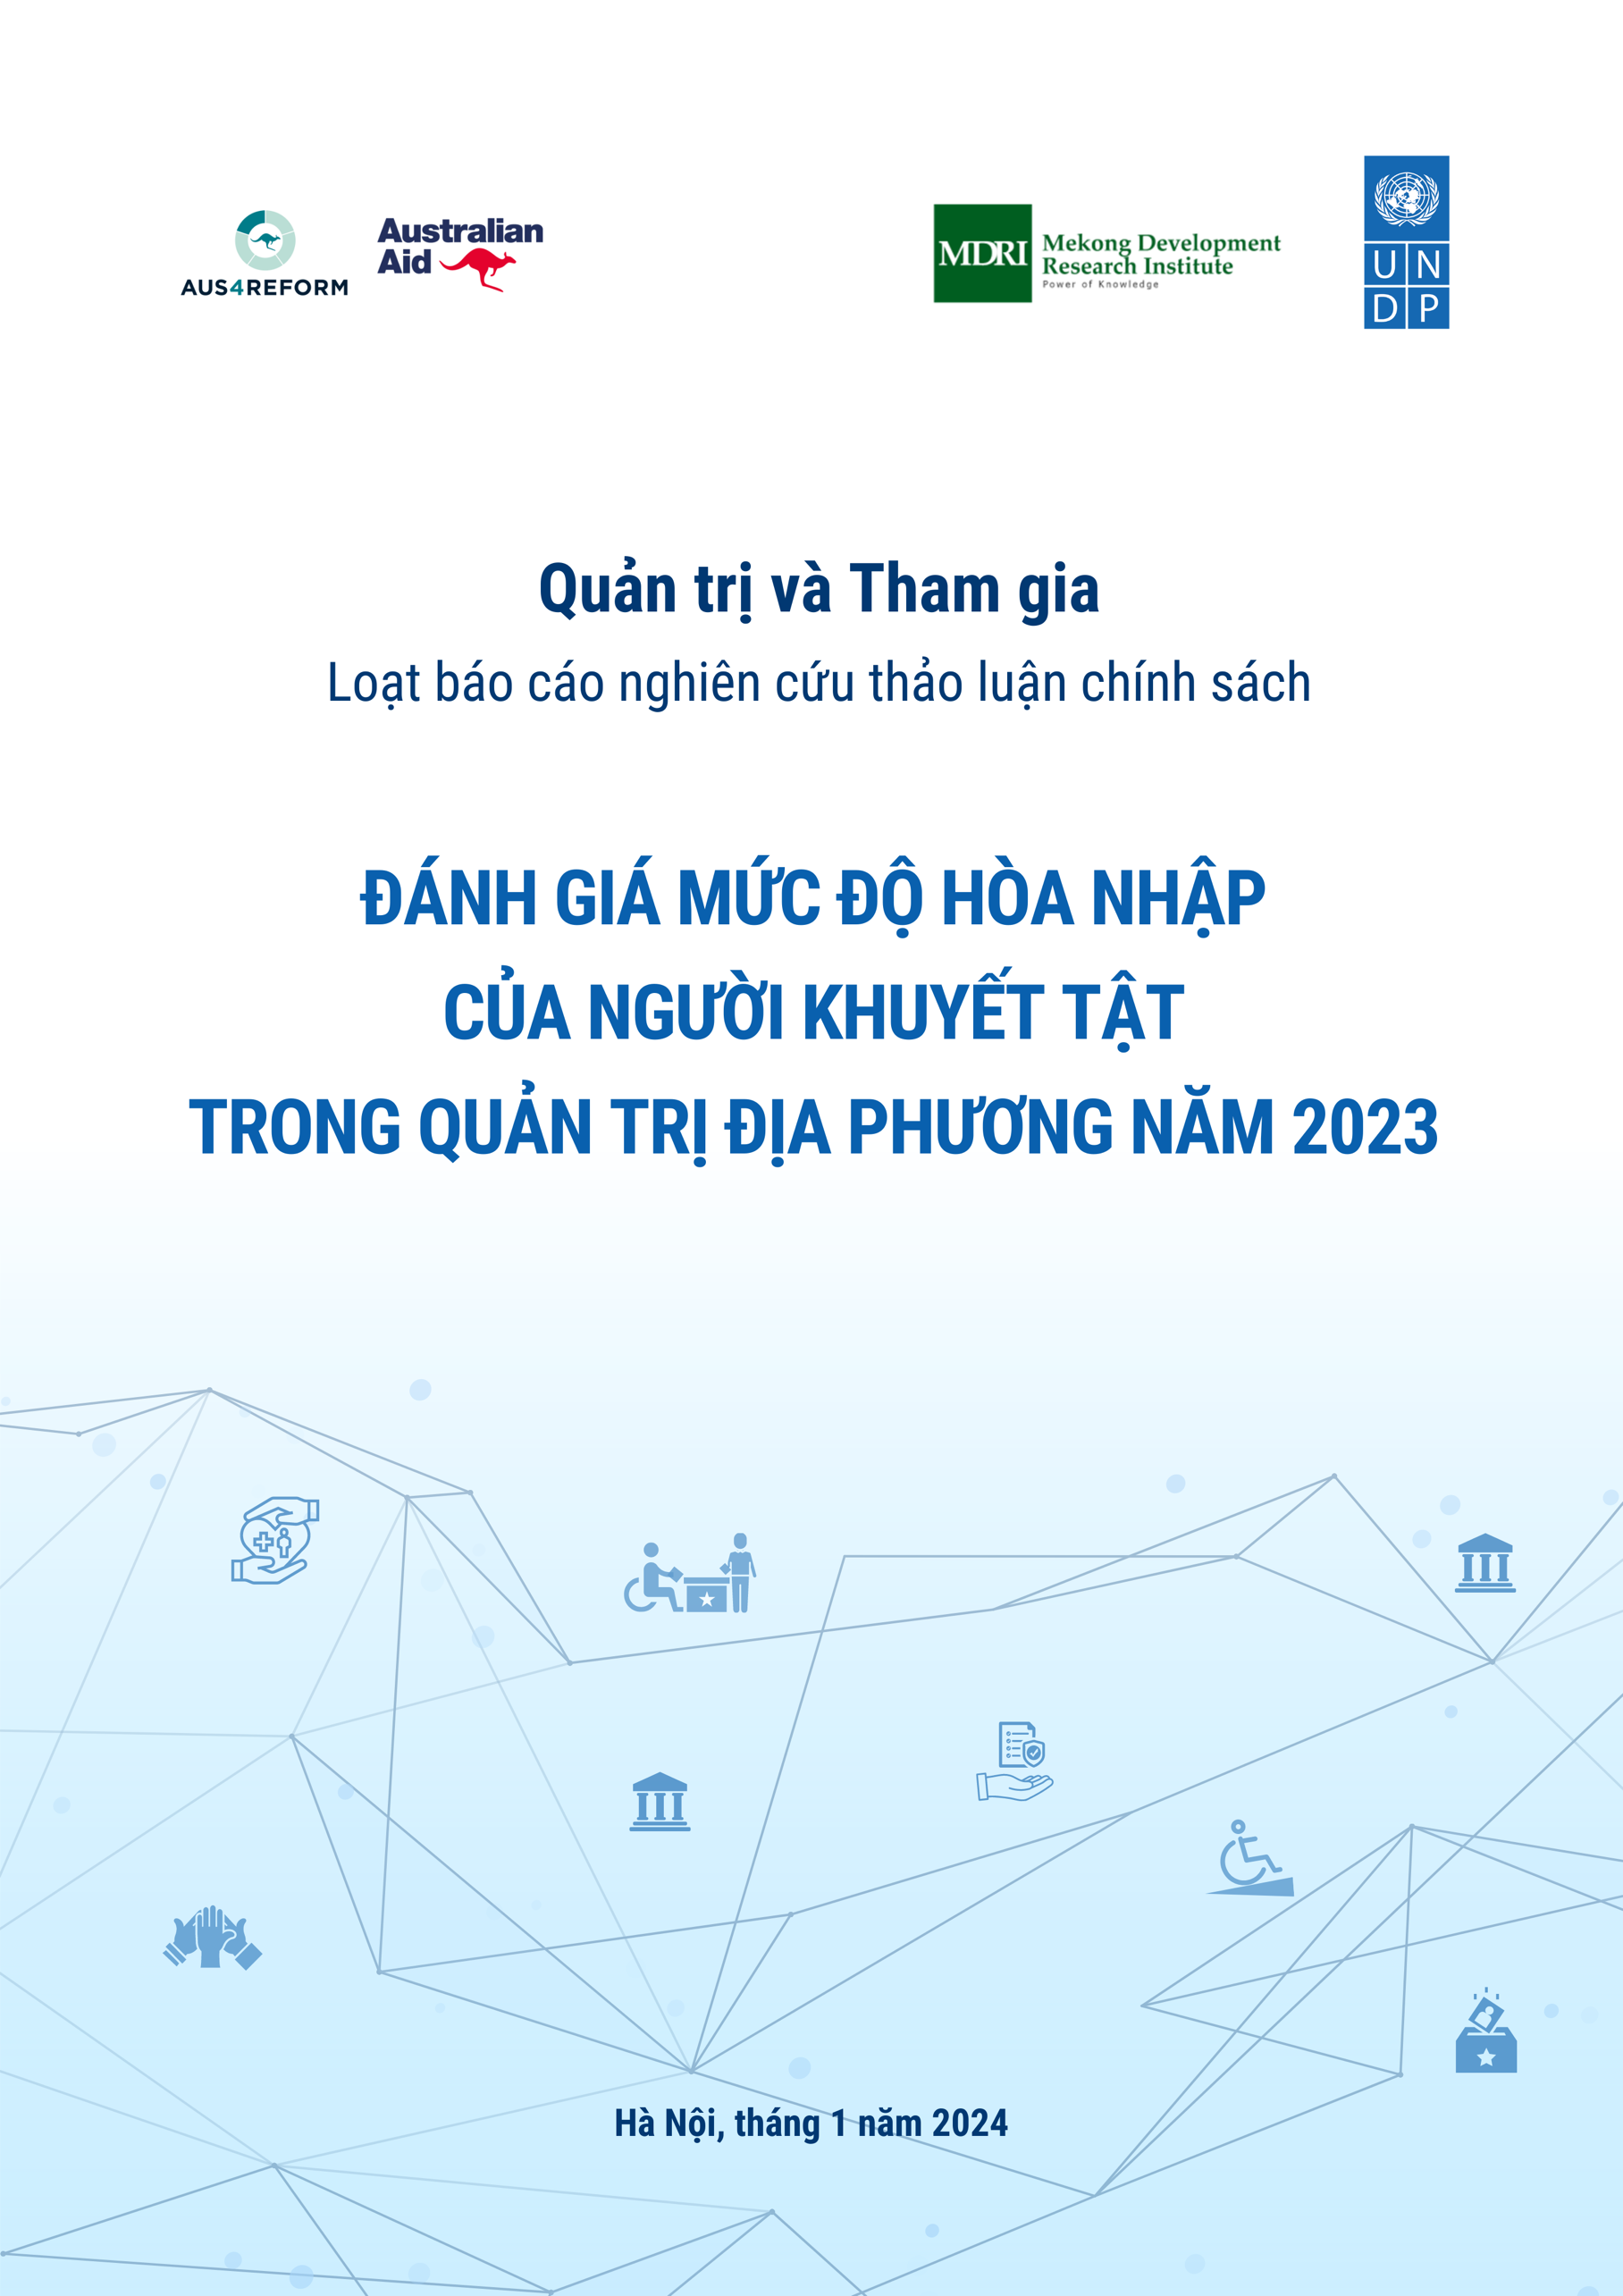 AUS4REFORM
Australian
Aid
MDRI
Mekong Development
Research Institute
Power of Knowledge
U N
D P
Quản trị và Tham gia
Loạt báo cáo nghiên cứu thảo luận chính sách
ĐÁNH GIÁ MỨC ĐỘ HÒA NHẬP
CỦA NGƯỜI KHUYẾT TẬT
TRONG QUẢN TRỊ ĐỊA PHƯƠNG NĂM 2023
Hà Nội, tháng 1 năm 2024